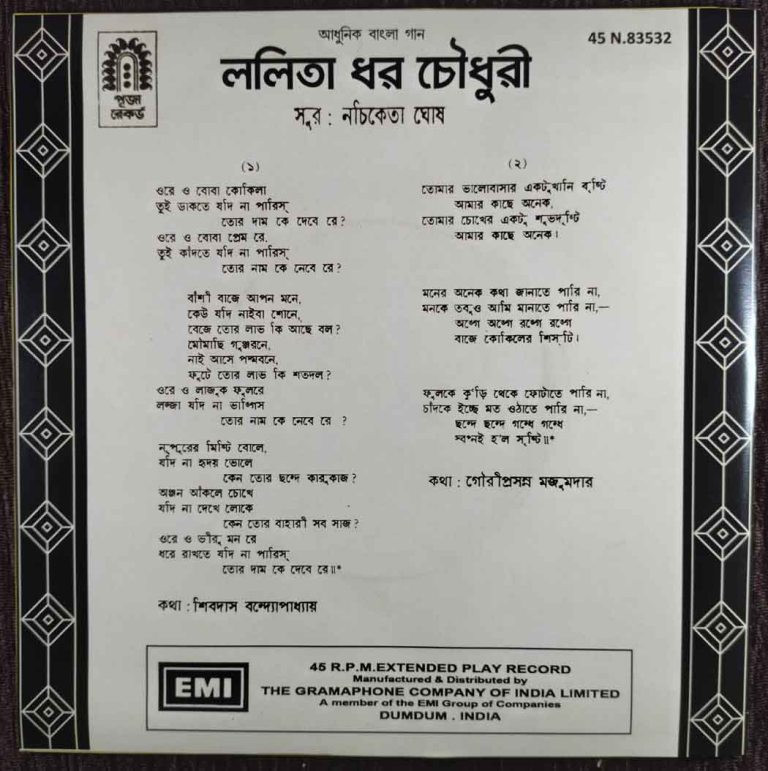 আধুনিক বাংলা গান
45 N.83532
ললিতা ধর চৌধুরী
সুর : নচিকেতা ঘোষ
পূজা
রেকর্ড
(১)
ওরে ও বোবা কোকিলা
তুই ডাকতে যদি না পারিস্
তোর দাম কে দেবে রে?
ওরে ও বোবা প্রেম রে,
তুই কাঁদতে যদি না পারিস্
তোর নাম কে নেবে রে?
বাঁশী বাজে আপন মনে,
কেউ যদি নাইবা শোনে,
বেজে তোর লাভ কি আছে বল?
মৌমাছি গুঞ্জরনে,
নাই আসে পদ্মবনে,
ফুটে তোর লাভ কি শতদল?
ওরে ও লাজুক ফুলরে
লজ্জা যদি না ভাঙ্গিস
তোর নাম কে নেবে রে ?
নূপুরের মিষ্টি বোলে,
যদি না হৃদয় ভোলে
কেন তোর ছন্দে কারুকাজ?
অঞ্জন আঁকলে চোখে
যদি না দেখে লোকে
কেন তোর বাহারী সব সাজ?
ওরে ও ভীরু মন রে
ধরে রাখতে যদি না পারিস্
তোর দাম কে দেবে রে॥*
কথা : শিবদাস বন্দ্যোপাধ্যায়
(২)
তোমার ভালোবাসার একটুখানি বৃষ্টি
আমার কাছে অনেক,
তোমার চোখের একটু শুভদৃষ্টি
আমার কাছে অনেক।
মনের অনেক কথা জানাতে পারি না,
মনকে তবুও আমি মানাতে পারি না,—
অঙ্গে অঙ্গে রঙ্গে রঙ্গে
বাজে কোকিলের শিস্‌টি।
ফুলকে কুঁড়ি থেকে ফোটাতে পারি না,
চাঁদকে ইচ্ছে মত ওঠাতে পারি না,—
ছন্দে ছন্দে গন্ধে গন্ধে
স্বপ্নই হ'ল সৃষ্টি॥*
কথা : গৌরীপ্রসন্ন মজুমদার
EMI
45 R.P.M.EXTENDED PLAY RECORD
Manufactured & Distributed by
THE GRAMAPHONE COMPANY OF INDIA LIMITED
A member of the EMI Group of Companies
DUMDUM . INDIA